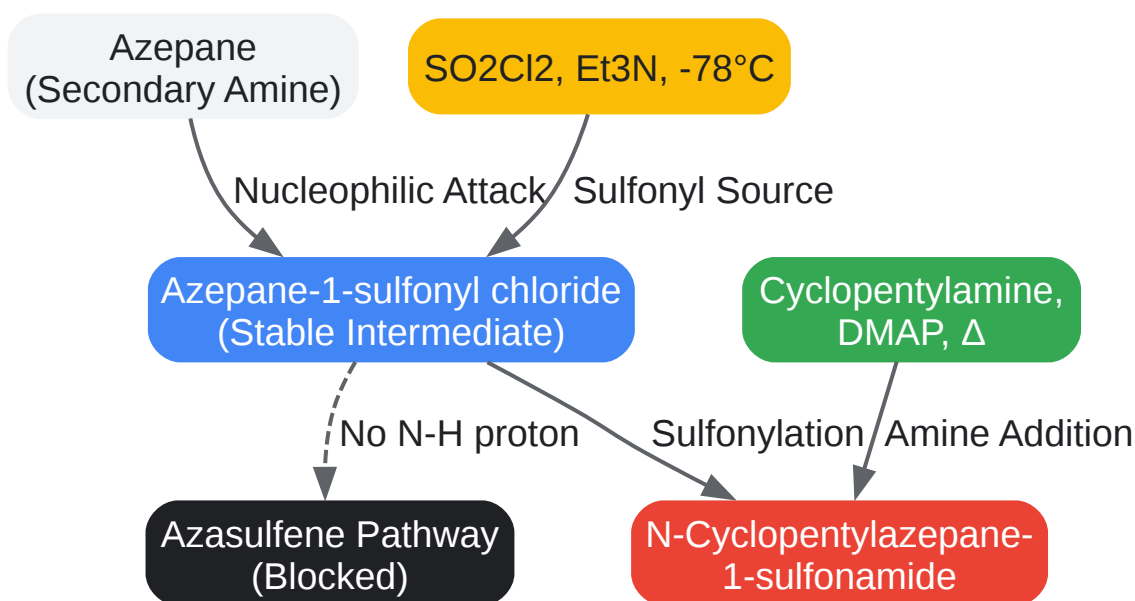 Azepane
(Secondary Amine)
SO2Cl2, Et3N, -78°C
Nucleophilic Attack
Sulfonyl Source
Azepane-1-sulfonyl chloride
(Stable Intermediate)
Cyclopentylamine,
DMAP, Δ
No N-H proton
Sulfonylation
Amine Addition
Azasulfene Pathway
(Blocked)
N-Cyclopentylazepane-
1-sulfonamide